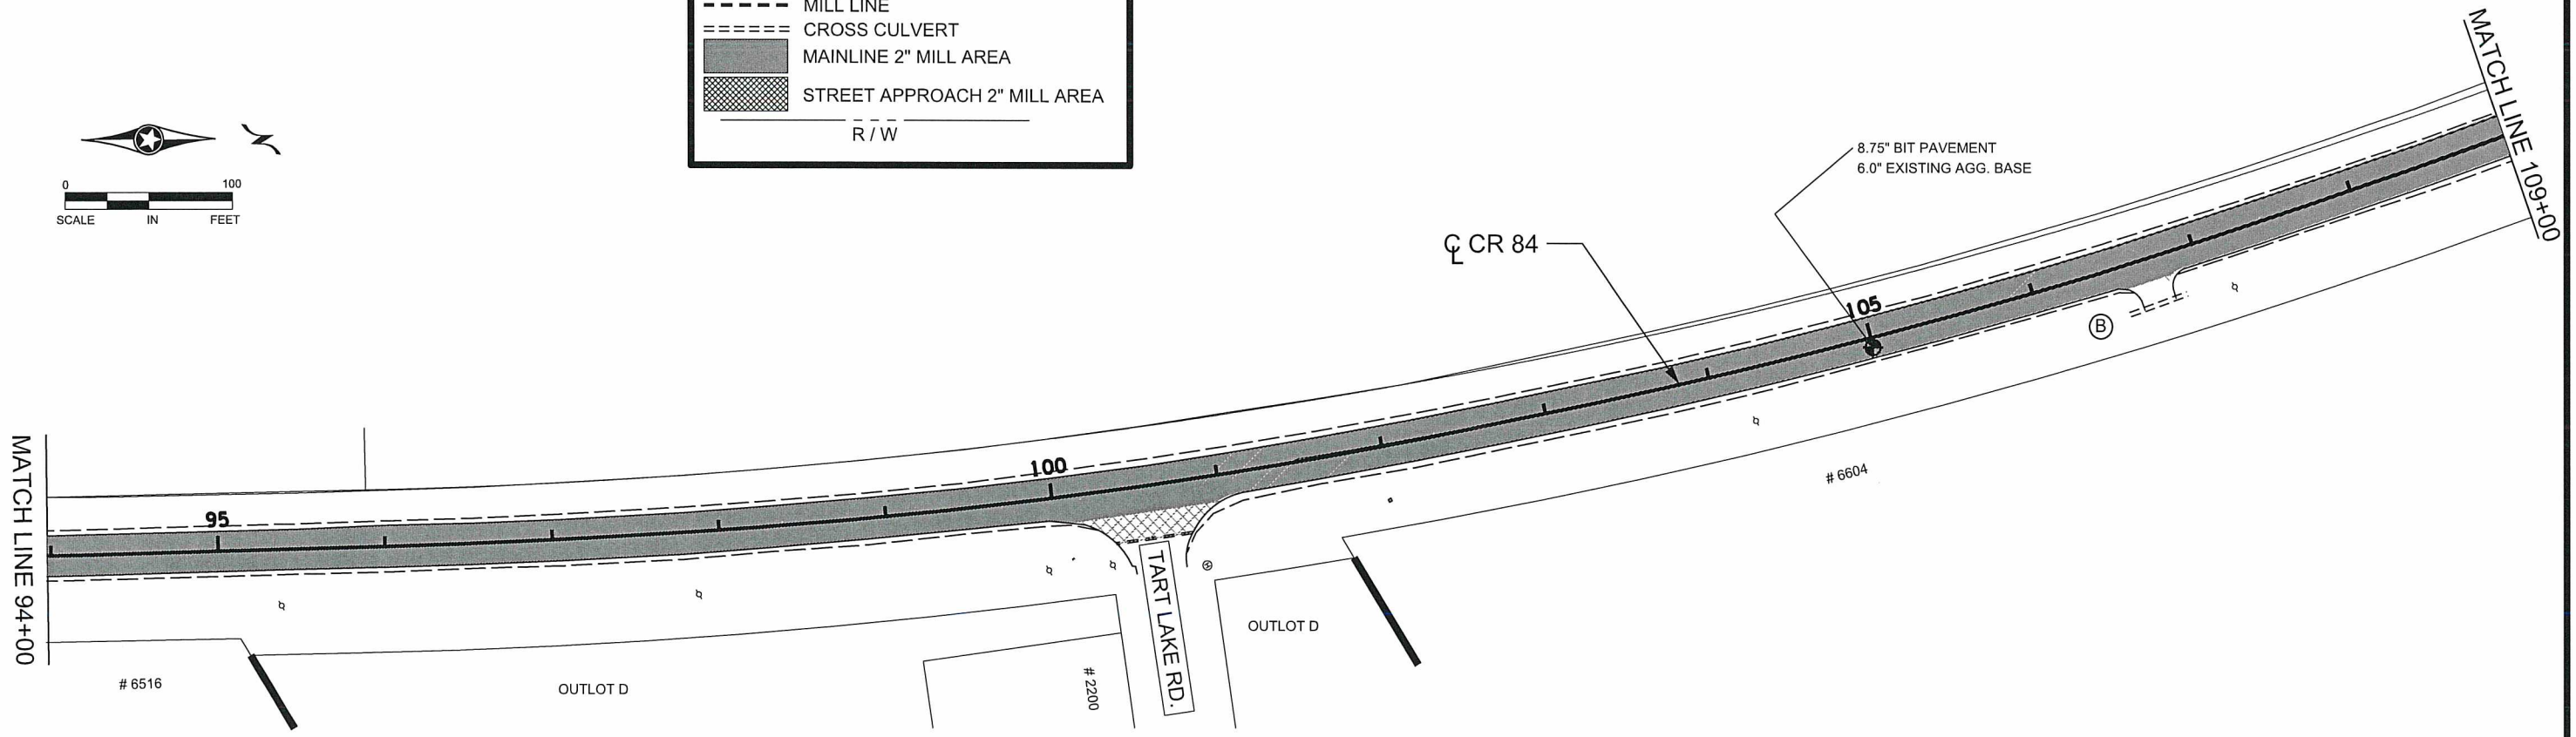 MILL LINE
CROSS CULVERT
MAINLINE 2" MILL AREA
STREET APPROACH 2" MILL AREA
R / W
N
0 100
SCALE IN FEET
MATCH LINE 109+00
8.75" BIT PAVEMENT
6.0" EXISTING AGG. BASE
℄ CR 84
105
B
100
95
MATCH LINE 94+00
# 6604
TART LAKE RD.
OUTLOT D
# 6516
OUTLOT D
# 2200